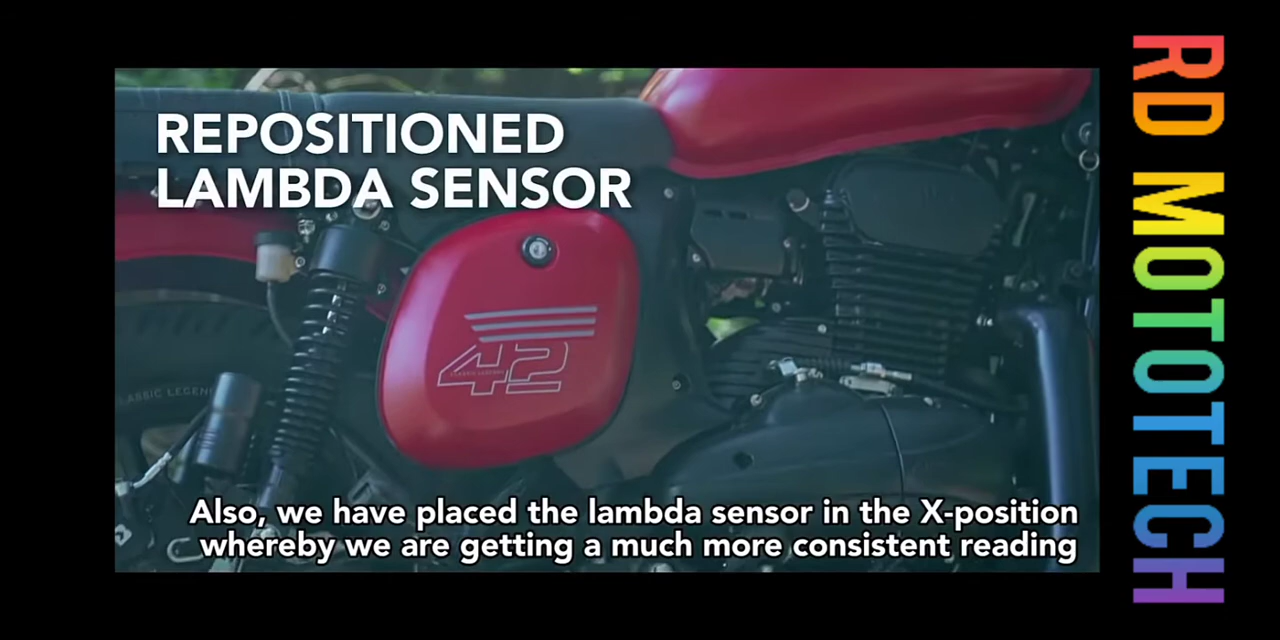 REPOSITIONED
LAMBDA SENSOR
42
Also, we have placed the lambda sensor in the X-position
whereby we are getting a much more consistent reading
RD MOTOTECH